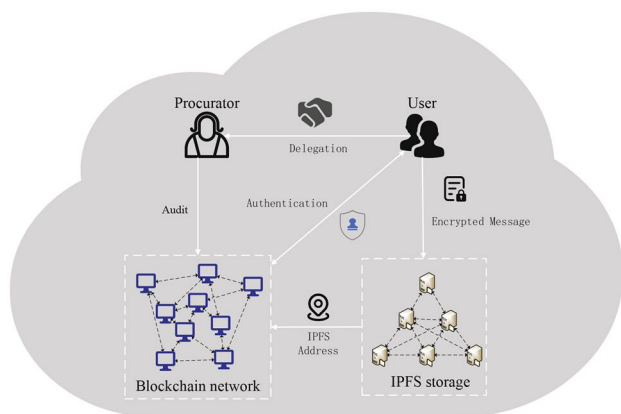 Procurator
User
Delegation
Audit
Authentication
Encrypted Message
IPFS
Address
Blockchain network
IPFS storage